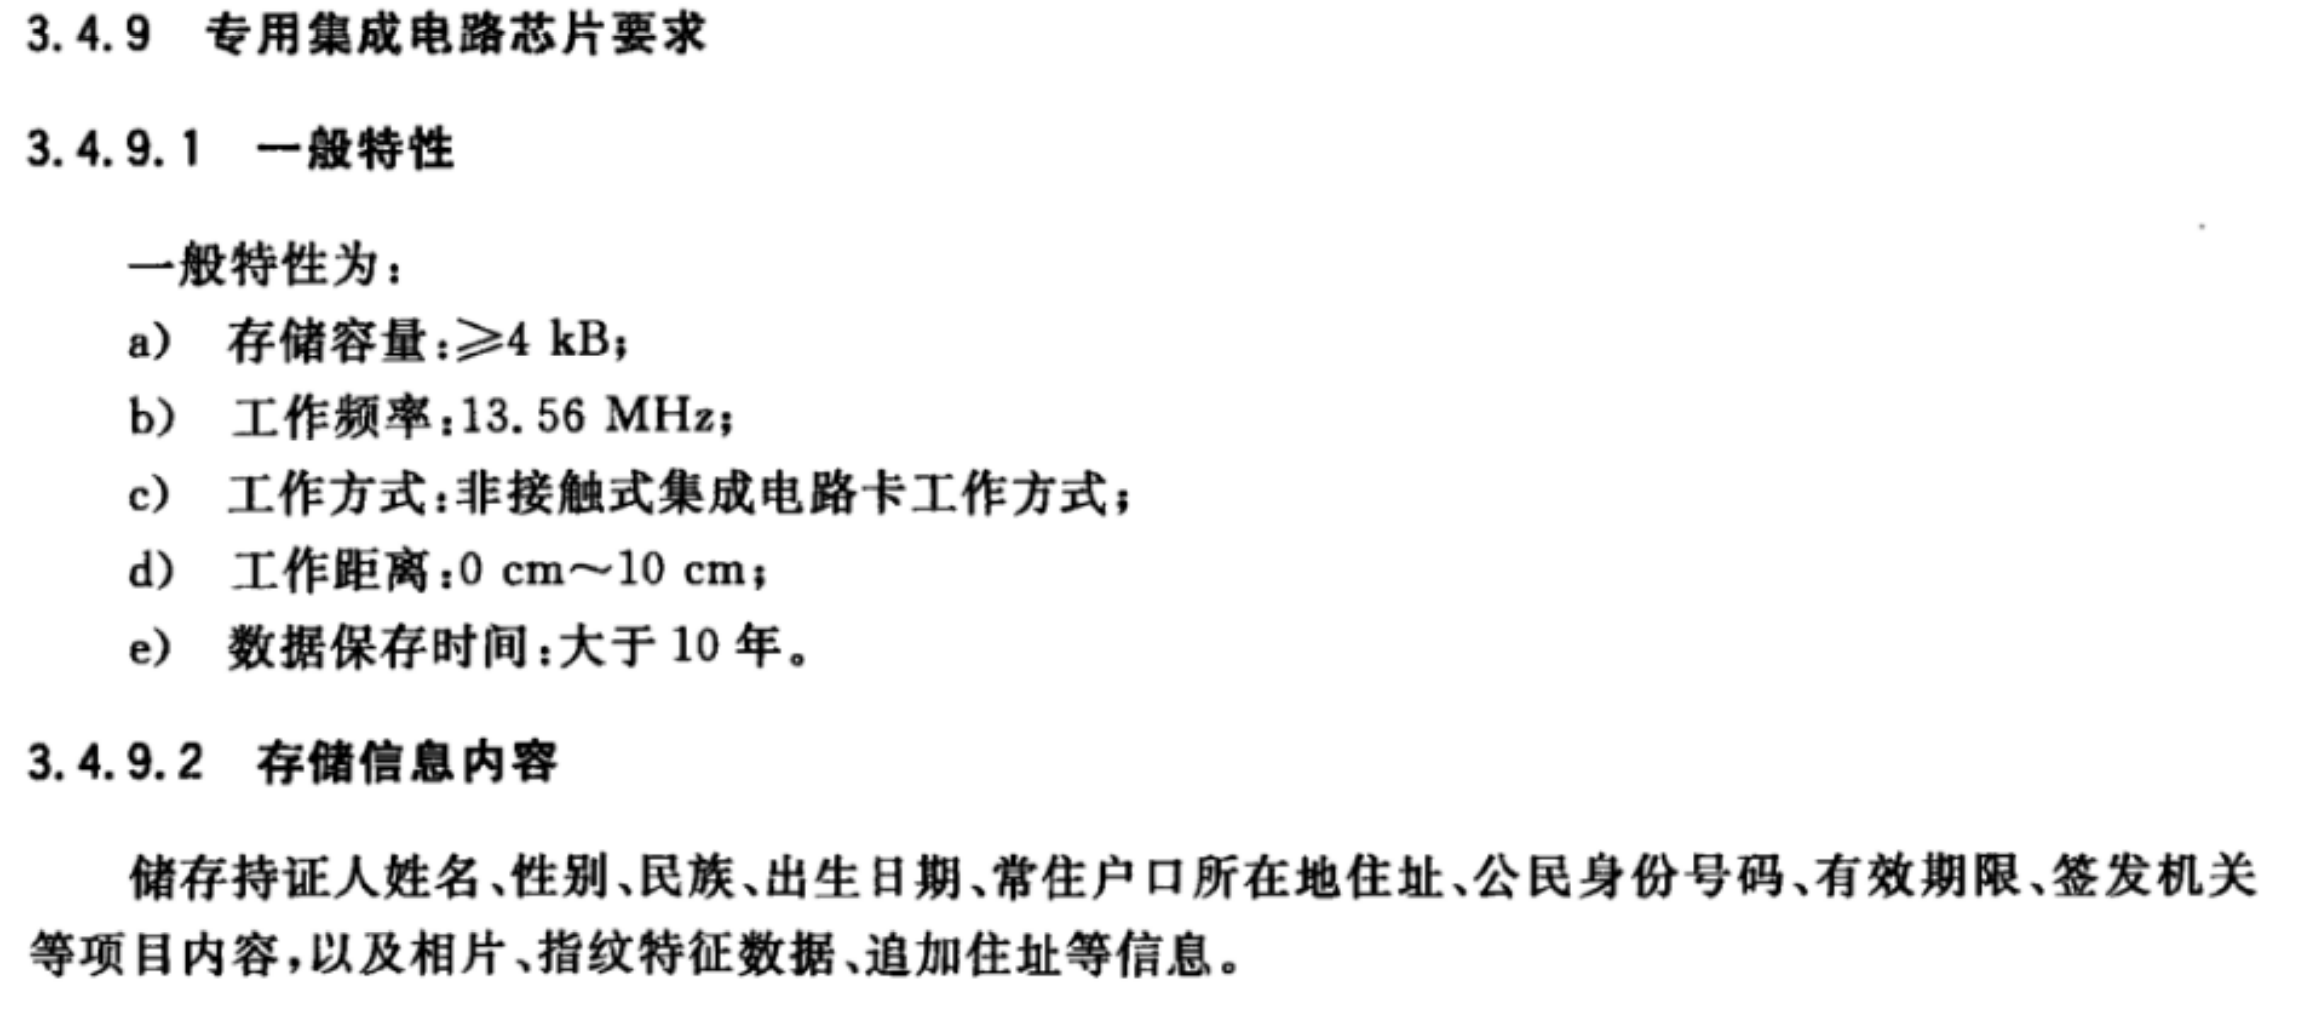 3.4.9 专用集成电路芯片要求
3.4.9.1 一般特性
一般特性为:
a) 存储容量:≥4 kB;
b) 工作频率:13.56 MHz;
c) 工作方式:非接触式集成电路卡工作方式;
d) 工作距离:0 cm～10 cm;
e) 数据保存时间:大于 10 年。
3.4.9.2 存储信息内容
储存持证人姓名、性别、民族、出生日期、常住户口所在地住址、公民身份号码、有效期限、签发机关
等项目内容,以及相片、指纹特征数据、追加住址等信息。